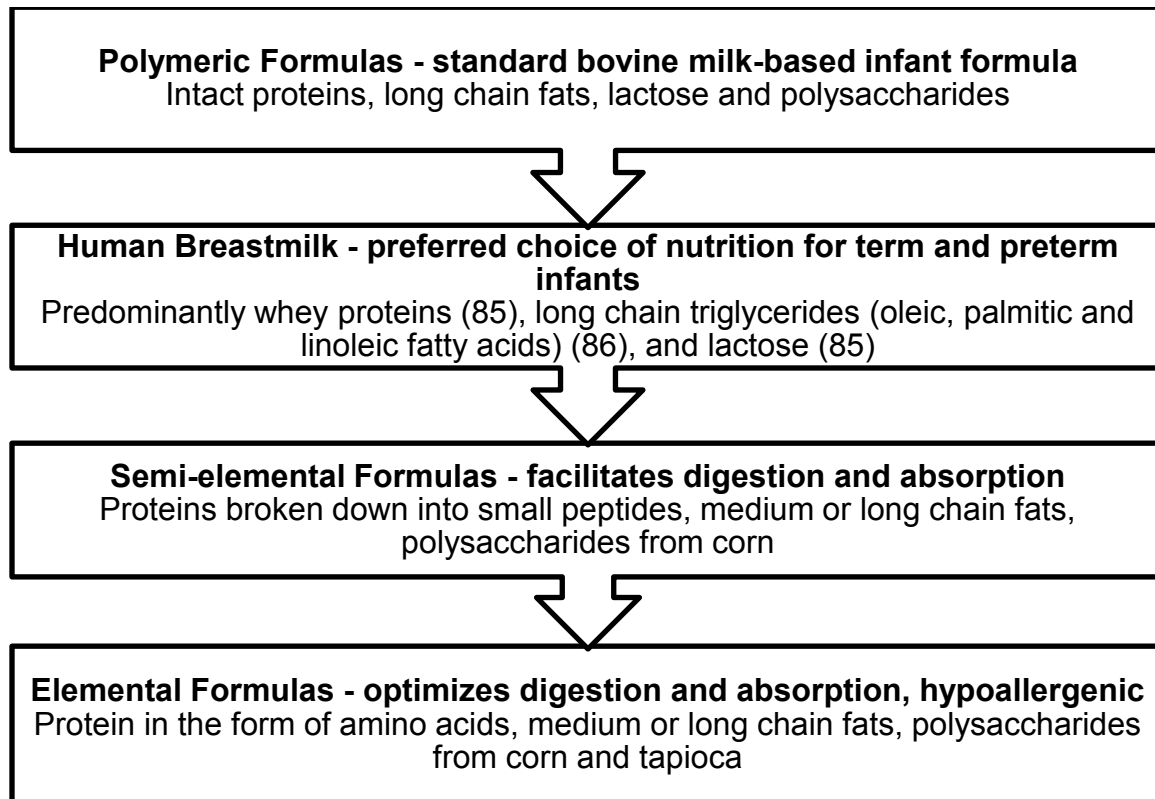 Polymeric Formulas - standard bovine milk-based infant formula
Intact proteins, long chain fats, lactose and polysaccharides
Human Breastmilk - preferred choice of nutrition for term and preterm
infants
Predominantly whey proteins (85), long chain triglycerides (oleic, palmitic and
linoleic fatty acids) (86), and lactose (85)
Semi-elemental Formulas - facilitates digestion and absorption
Proteins broken down into small peptides, medium or long chain fats,
polysaccharides from corn
Elemental Formulas - optimizes digestion and absorption, hypoallergenic
Protein in the form of amino acids, medium or long chain fats, polysaccharides
from corn and tapioca